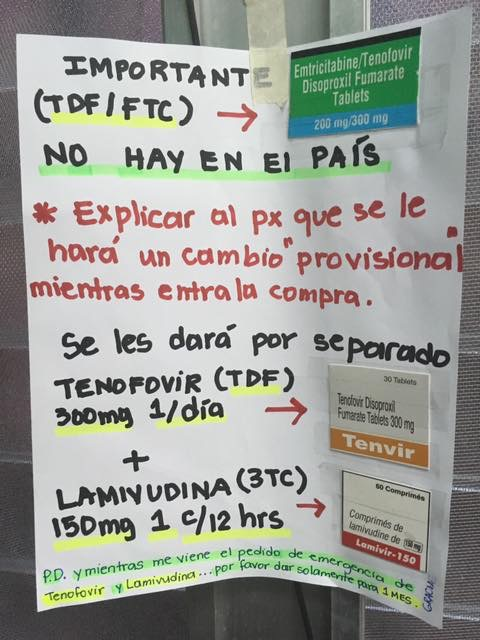 IMPORTANTE
(TDF/FTC) →
Emtricitabine/Tenofovir
Disoproxil Fumarate
Tablets
200 mg/300 mg
NO HAY EN El PAÍS
* Explicar al px que se le
hará un cambio "provisional"
mientras entra la compra.
Se les dará por separado
TENOFOVIR (TDF)
300mg 1/día →
30 Tablets
Tenofovir Disoproxil
Fumarate Tablets 300 mg
Tenvir
+
LAMIVUDINA (3TC)
150mg 1 c/12 hrs →
60 Comprimés
Comprimés de
lamivudine de 150 mg
Lamivir-150
P.D. y mientras me viene el pedido de emergencia de
Tenofovir y Lamivudina... por favor dar solamente para 1 MES.
GRACIAS